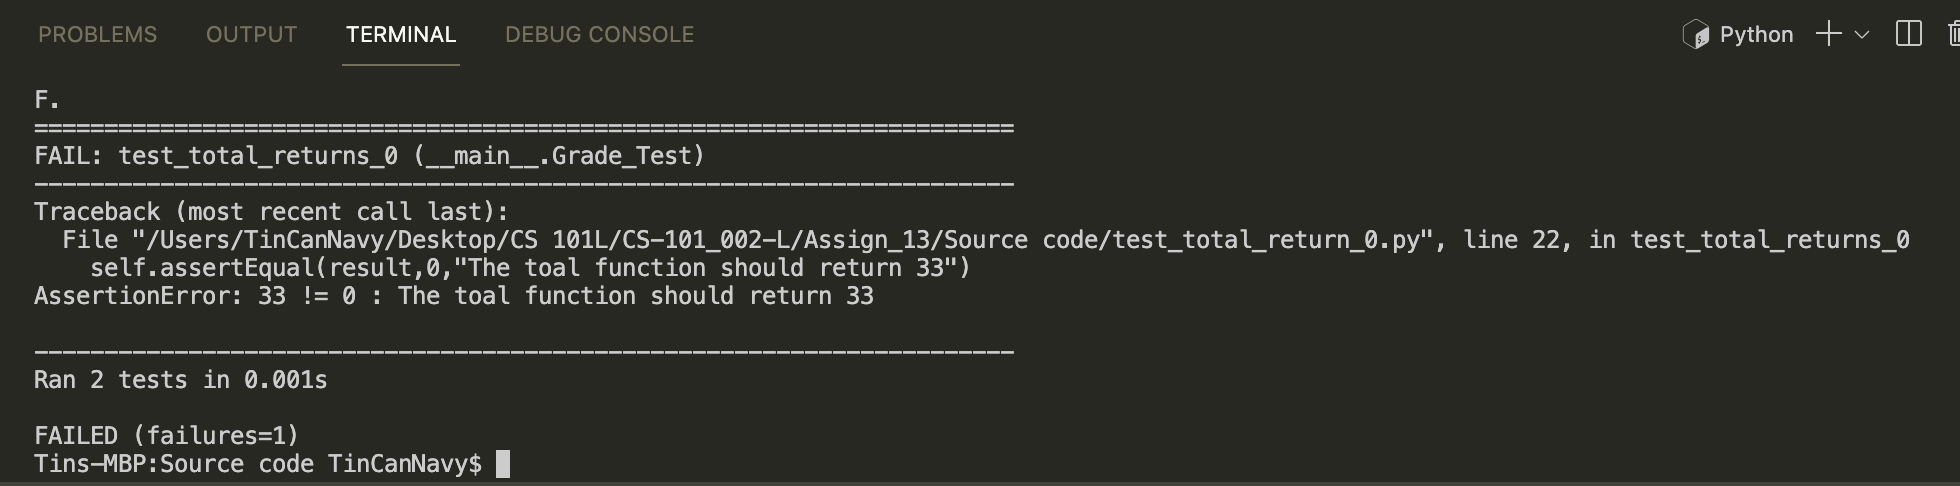 PROBLEMS OUTPUT TERMINAL DEBUG CONSOLE Python
F.
======================================================================
FAIL: test_total_returns_0 (__main__.Grade_Test)
----------------------------------------------------------------------
Traceback (most recent call last):
  File "/Users/TinCanNavy/Desktop/CS 101L/CS-101_002-L/Assign_13/Source code/test_total_return_0.py", line 22, in test_total_returns_0
    self.assertEqual(result,0,"The toal function should return 33")
AssertionError: 33 != 0 : The toal function should return 33
----------------------------------------------------------------------
Ran 2 tests in 0.001s
FAILED (failures=1)
Tins-MBP:Source code TinCanNavy$